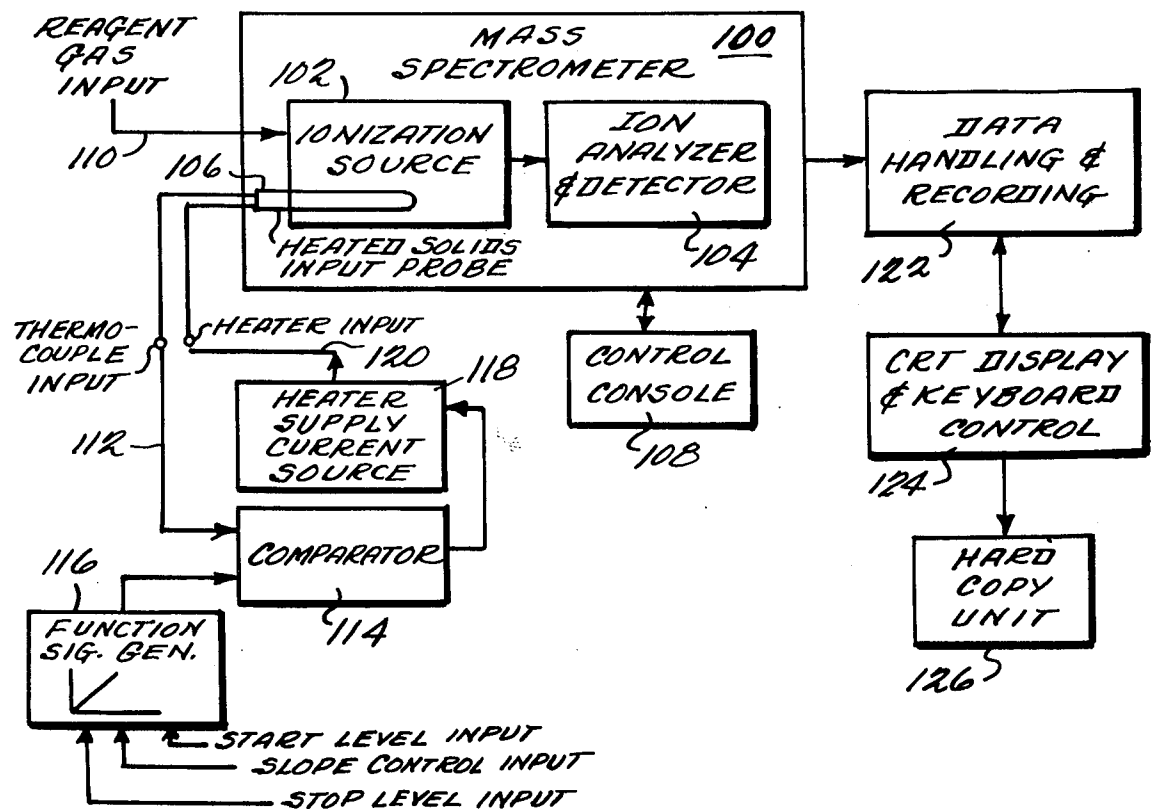 REAGENT
GAS
INPUT
110
MASS
SPECTROMETER
100
102
IONIZATION
SOURCE
ION
ANALYZER
& DETECTOR
104
106
HEATED SOLIDS
INPUT PROBE
DATA
HANDLING &
RECORDING
122
THERMO-
COUPLE
INPUT
HEATER INPUT
120
118
HEATER
SUPPLY
CURRENT
SOURCE
112
CONTROL
CONSOLE
108
CRT DISPLAY
& KEYBOARD
CONTROL
124
COMPARATOR
114
116
FUNCTION
SIG. GEN.
HARD
COPY
UNIT
126
START LEVEL INPUT
SLOPE CONTROL INPUT
STOP LEVEL INPUT